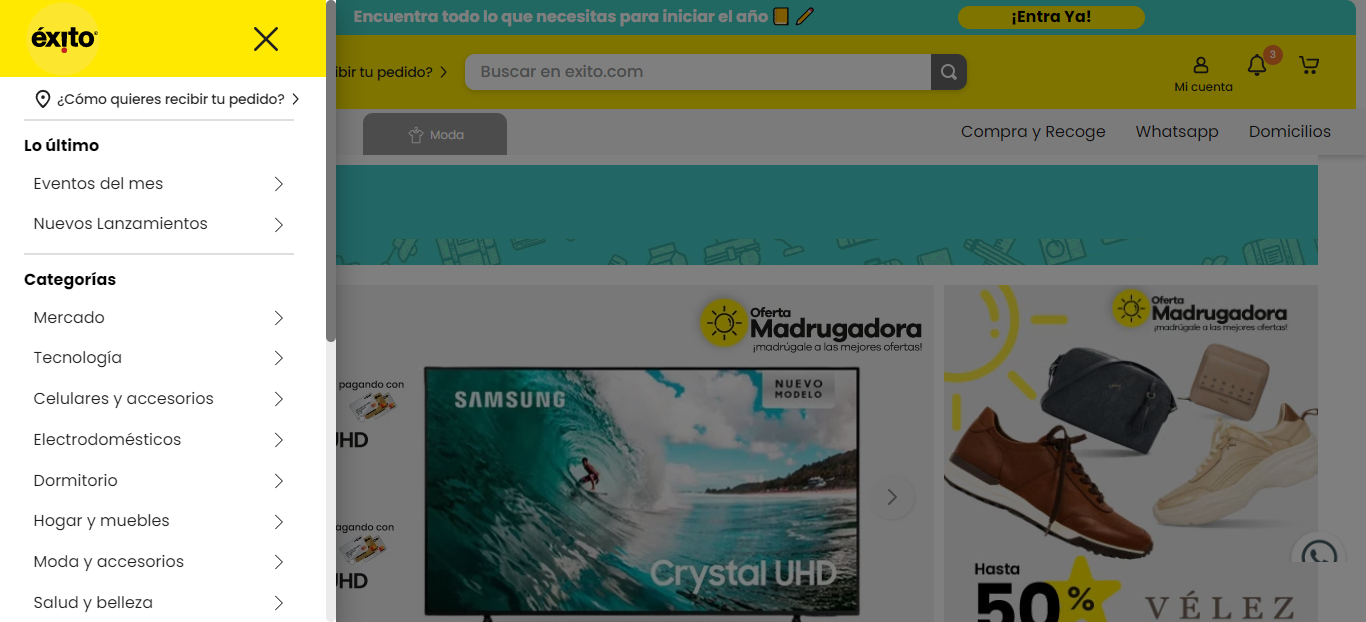 éxito
¿Cómo quieres recibir tu pedido?
Lo último
Eventos del mes
Nuevos Lanzamientos
Categorías
Mercado
Tecnología
Celulares y accesorios
Electrodomésticos
Dormitorio
Hogar y muebles
Moda y accesorios
Salud y belleza
Encuentra todo lo que necesitas para iniciar el año
¡Entra Ya!
tu pedido?
Buscar en exito.com
Mi cuenta
3
Moda
Compra y Recoge
Whatsapp
Domicilios
Oferta
Madrugadora
¡madrúgale a las mejores ofertas!
pagando con
UHD
pagando con
UHD
SAMSUNG
NUEVO
MODELO
Crystal UHD
Oferta
Madrugadora
¡madrúgale a las mejores ofertas!
Hasta
50%
VÉLEZ